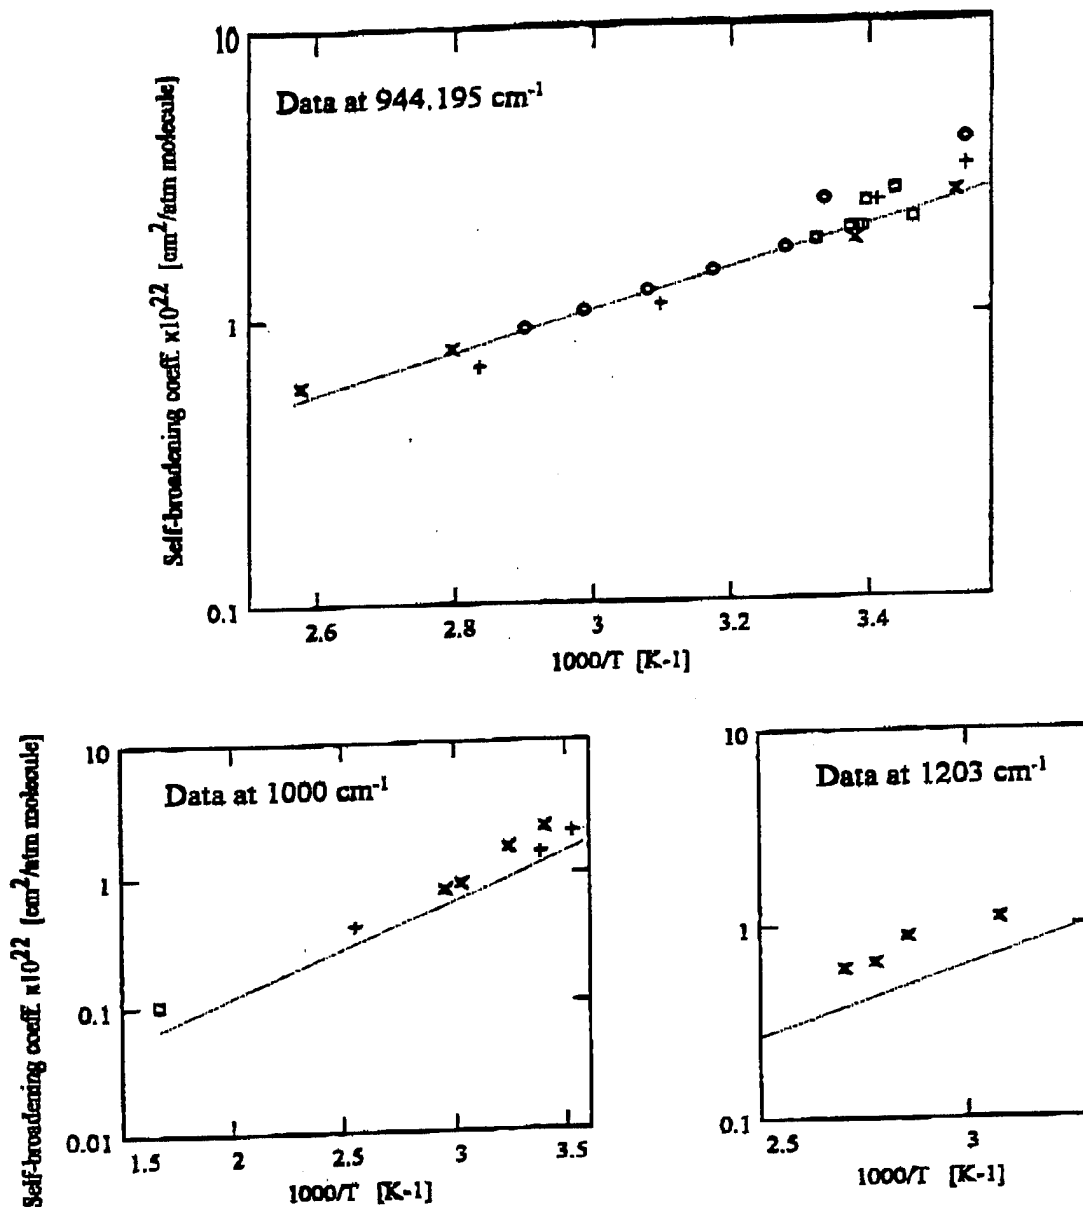 10
Data at 944.195 cm-1
1
0.1
2.6 2.8 3 3.2 3.4
1000/T [K-1]
Self-broadening coeff. x10^22 [cm^2/atm molecule]
10
Data at 1000 cm-1
1
0.1
0.01
1.5 2 2.5 3 3.5
1000/T [K-1]
Self-broadening coeff. x10^22 [cm^2/atm molecule]
10
Data at 1203 cm-1
1
0.1
2.5 3
1000/T [K-1]